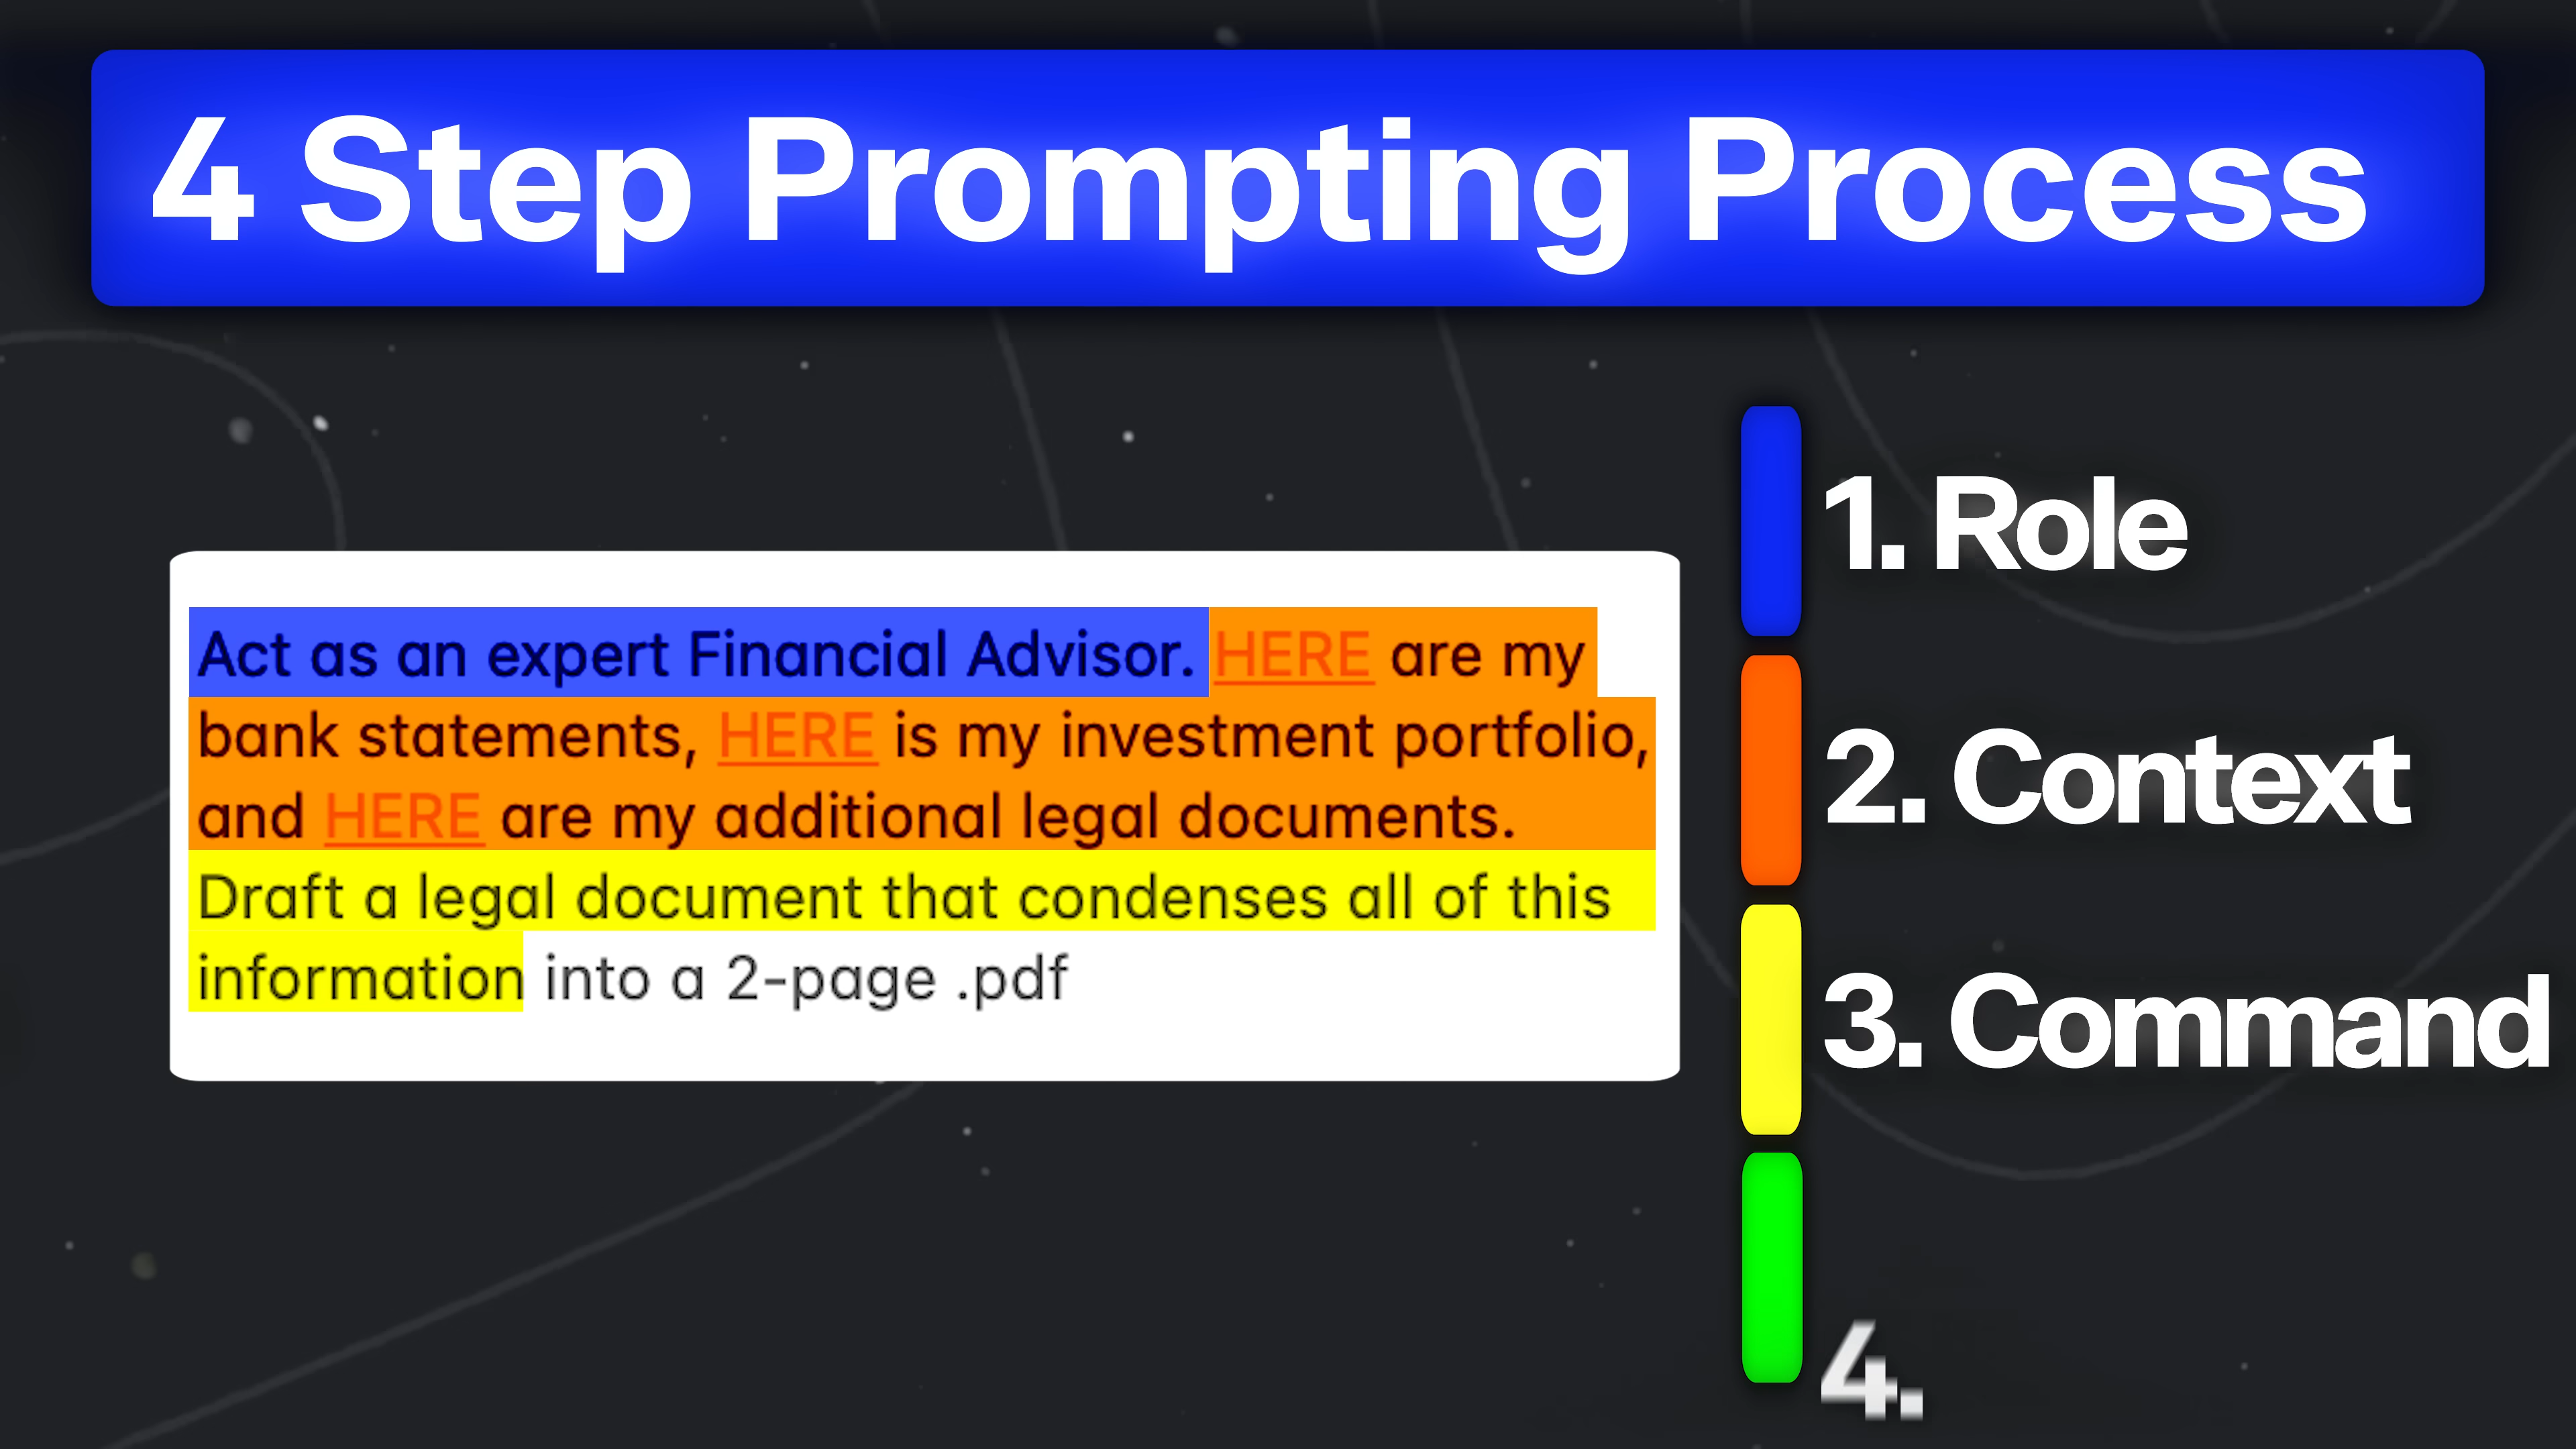 4 Step Prompting Process
Act as an expert Financial Advisor. HERE are my
bank statements, HERE is my investment portfolio,
and HERE are my additional legal documents.
Draft a legal document that condenses all of this
information into a 2-page .pdf
1. Role
2. Context
3. Command
4.